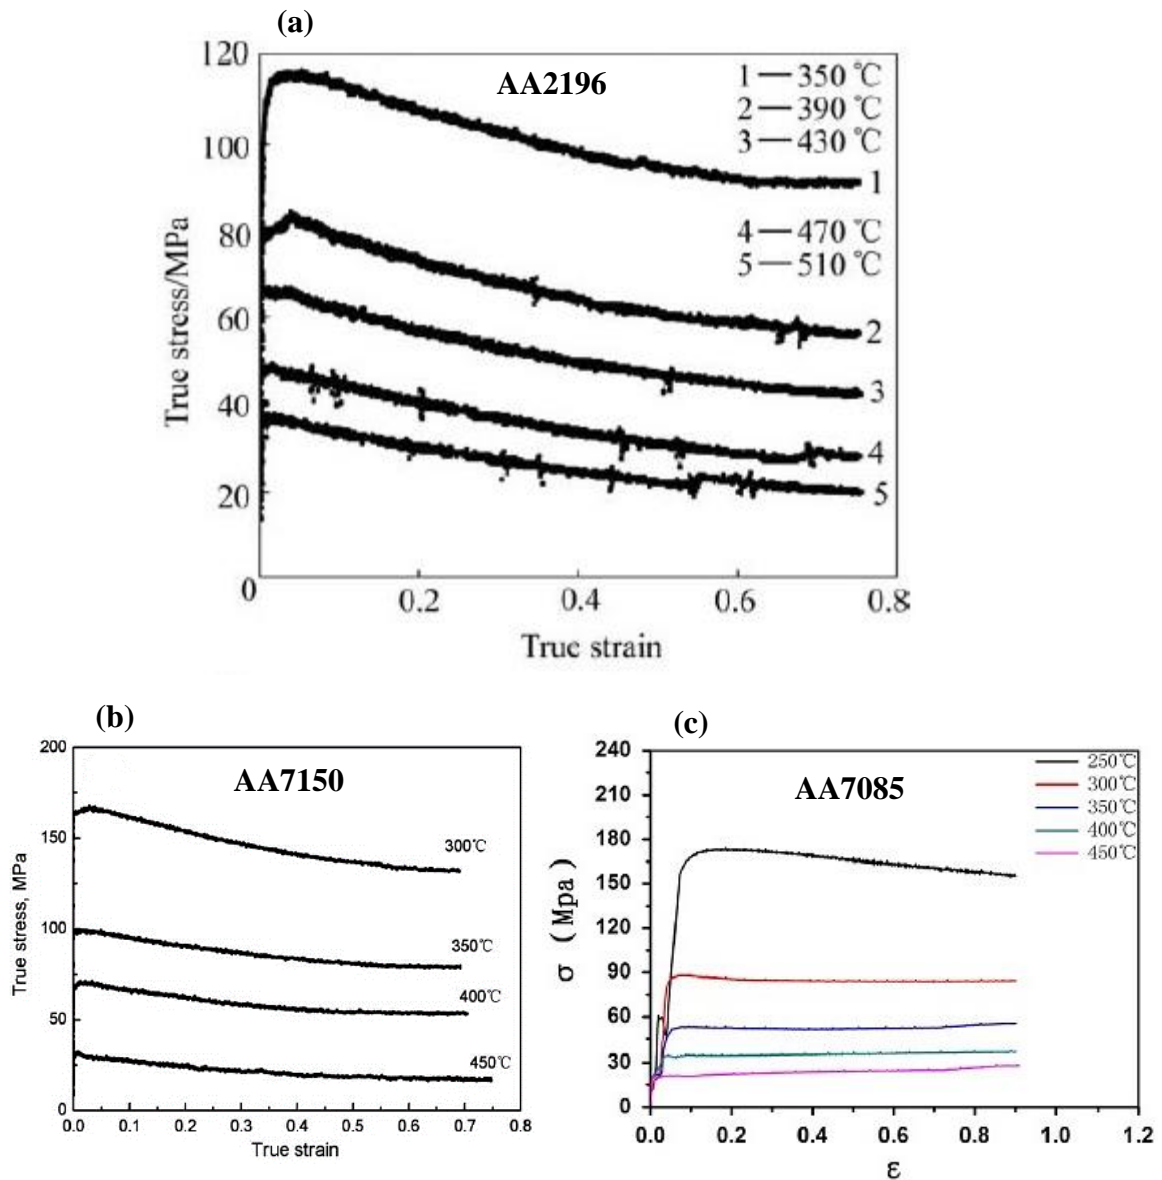 (a)
AA2196
1 — 350 ℃
2 — 390 ℃
3 — 430 ℃
4 — 470 ℃
5 — 510 ℃
120
100
80
60
40
20
0
True stress/MPa
1
2
3
4
5
0.2 0.4 0.6 0.8
True strain
(b)
AA7150
200
150
100
50
0
True stress, MPa
300℃
350℃
400℃
450℃
0.0 0.1 0.2 0.3 0.4 0.5 0.6 0.7 0.8
True strain
(c)
AA7085
250℃
300℃
350℃
400℃
450℃
240
210
180
150
120
90
60
30
0
σ (Mpa)
0.0 0.2 0.4 0.6 0.8 1.0 1.2
ε